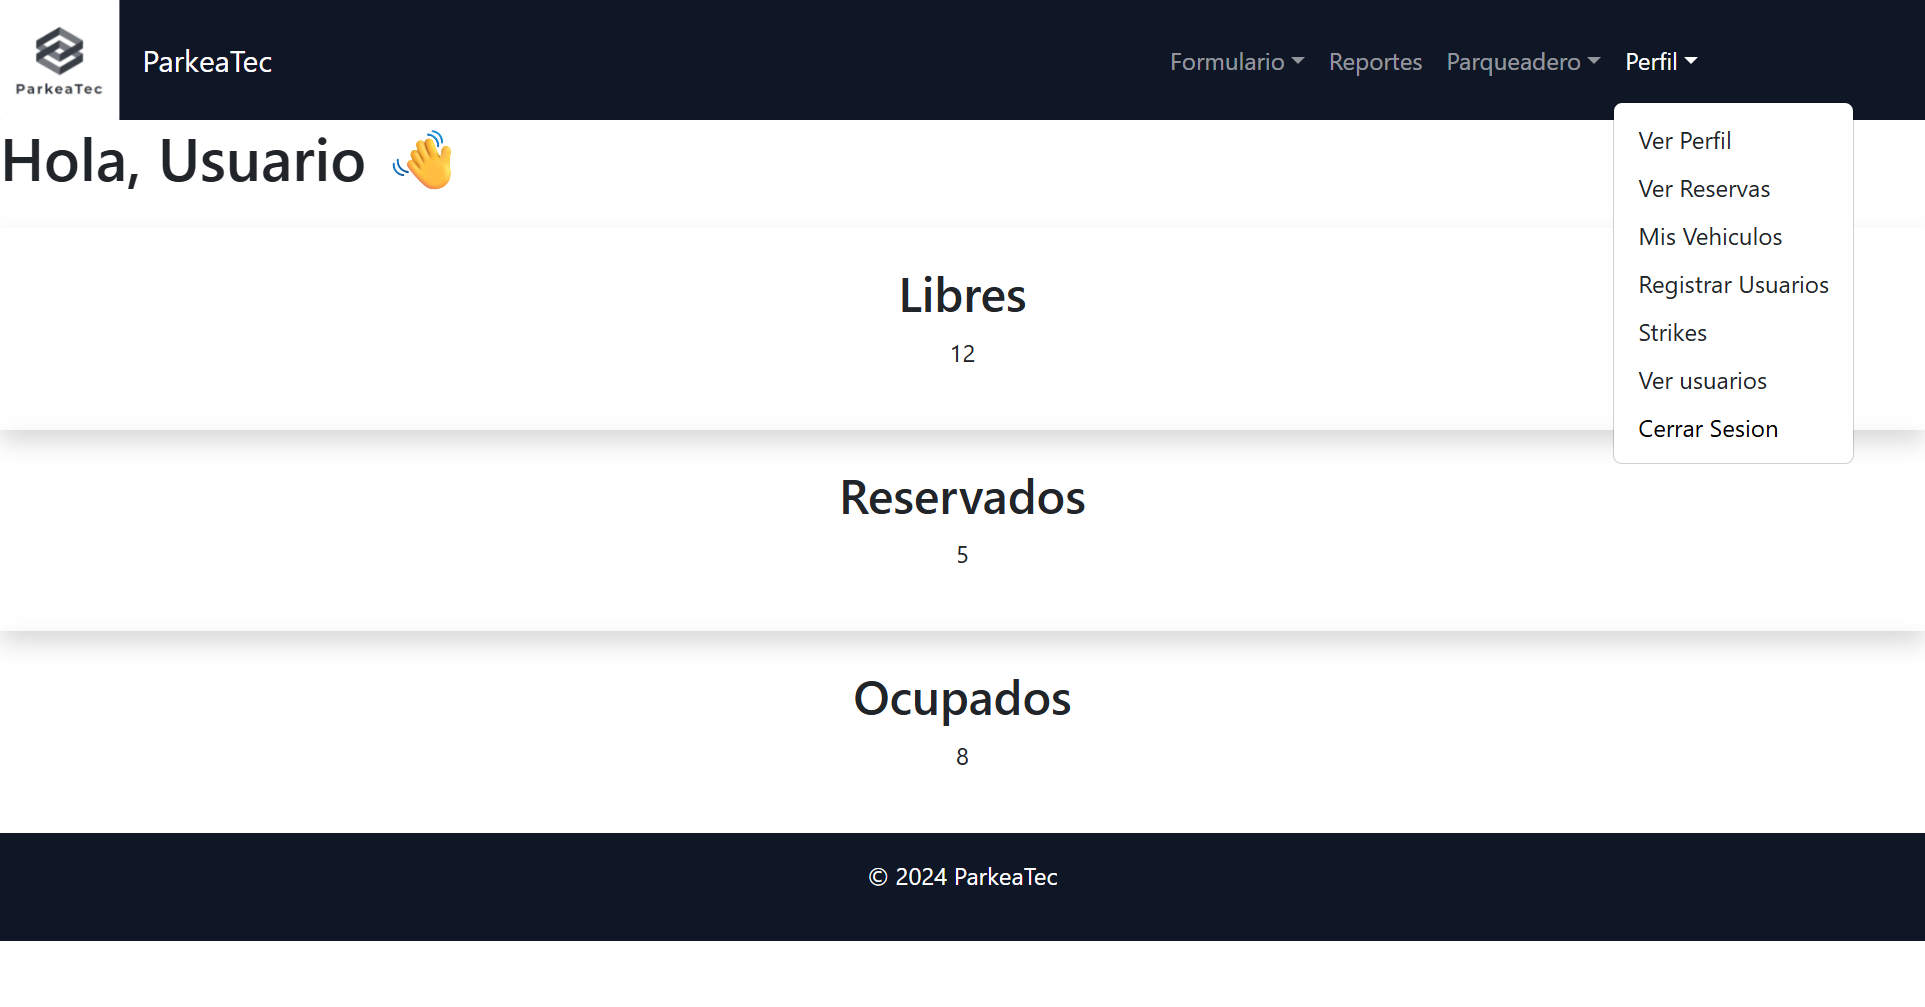 ParkeaTec
ParkeaTec
Formulario
Reportes
Parqueadero
Perfil
Ver Perfil
Ver Reservas
Mis Vehiculos
Registrar Usuarios
Strikes
Ver usuarios
Cerrar Sesion
Hola, Usuario 👋
Libres
12
Reservados
5
Ocupados
8
© 2024 ParkeaTec